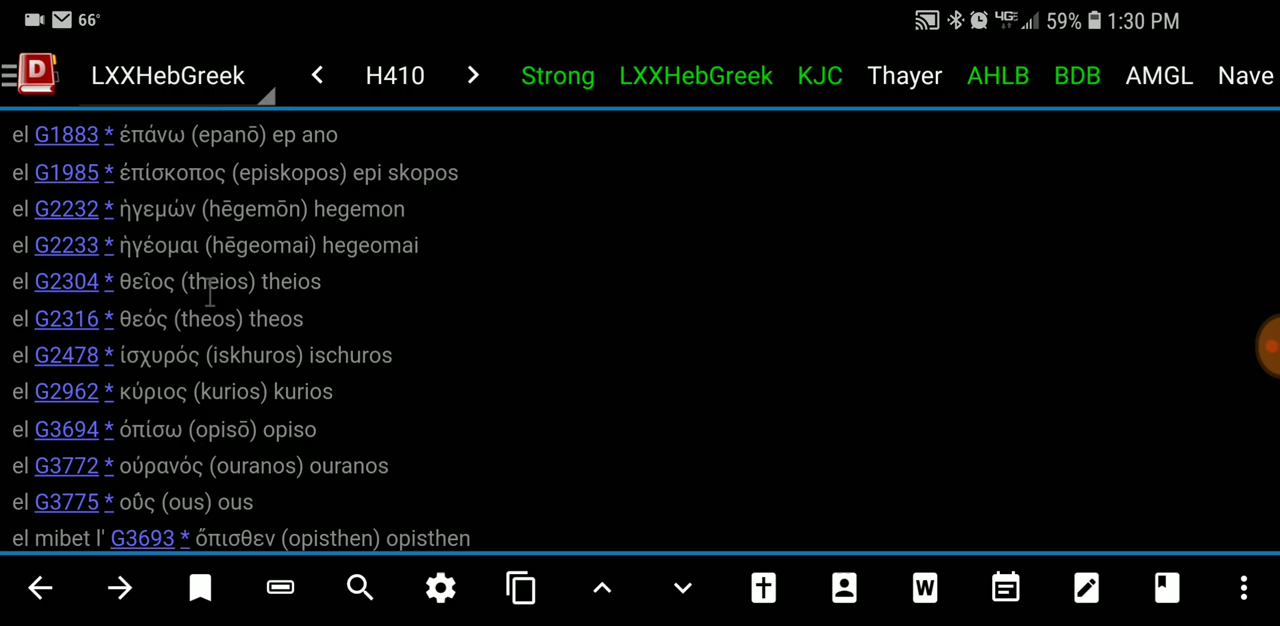 66° 59% 1:30 PM
D LXXHebGreek H410 Strong LXXHebGreek KJC Thayer AHLB BDB AMGL Nave
el G1883 * ἐπάνω (epanō) ep ano
el G1985 * ἐπίσκοπος (episkopos) epi skopos
el G2232 * ἡγεμών (hēgemōn) hegemon
el G2233 * ἡγέομαι (hēgeomai) hegeomai
el G2304 * θεῖος (theios) theios
el G2316 * θεός (theos) theos
el G2478 * ἰσχυρός (iskhuros) ischuros
el G2962 * κύριος (kurios) kurios
el G3694 * ὀπίσω (opisō) opiso
el G3772 * οὐρανός (ouranos) ouranos
el G3775 * οὖς (ous) ous
el mibet l' G3693 * ὄπισθεν (opisthen) opisthen
W